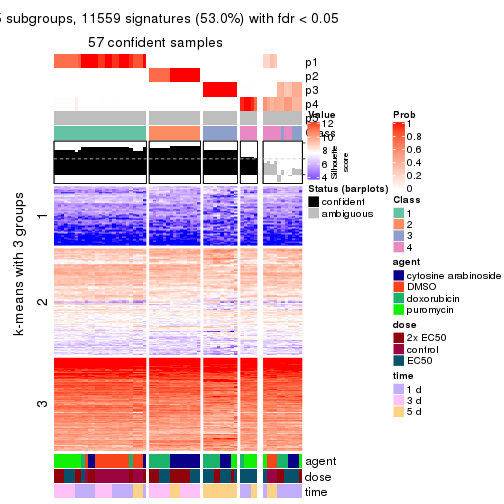 5 subgroups, 11559 signatures (53.0%) with fdr < 0.05
57 confident samples
p1
p2
p3
p4
Value
12
10
8
6
4
Silhouette
score
Status (barplots)
confident
ambiguous
Prob
1
0.8
0.6
0.4
0.2
0
Class
1
2
3
4
agent
cytosine arabinoside
DMSO
doxorubicin
puromycin
dose
2x EC50
control
EC50
time
1 d
3 d
5 d
k-means with 3 groups
1
2
3
agent
dose
time